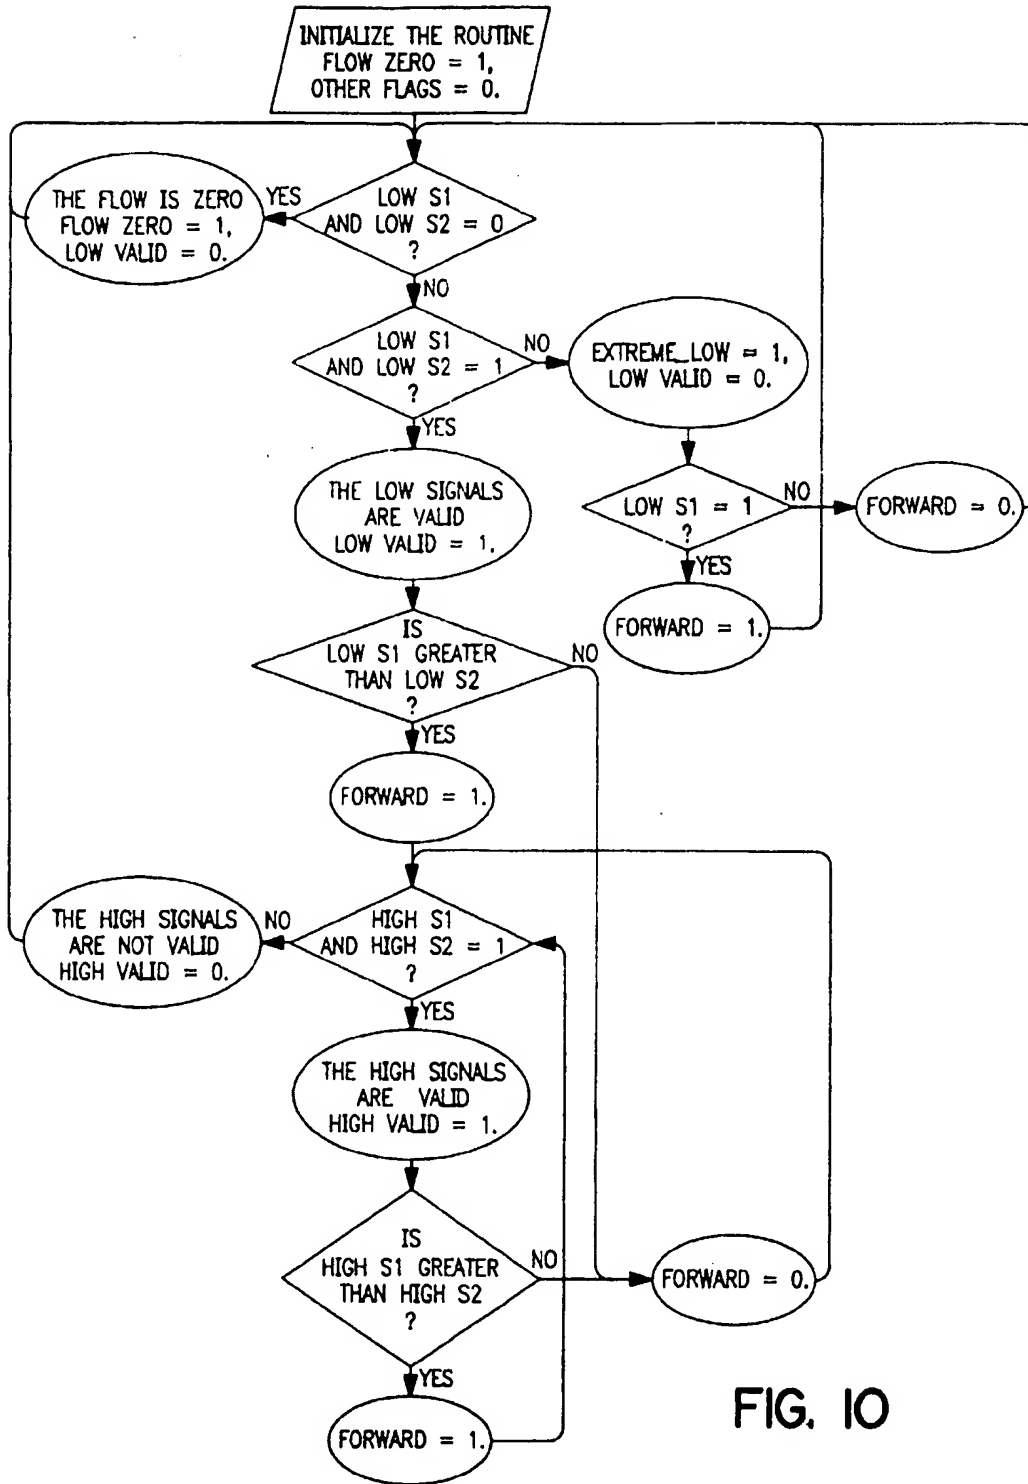 INITIALIZE THE ROUTINE
FLOW ZERO = 1,
OTHER FLAGS = 0.
THE FLOW IS ZERO
FLOW ZERO = 1,
LOW VALID = 0.
YES
LOW S1
AND LOW S2 = 0
?
NO
LOW S1
AND LOW S2 = 1
?
NO
EXTREME_LOW = 1,
LOW VALID = 0.
YES
THE LOW SIGNALS
ARE VALID
LOW VALID = 1.
LOW S1 = 1
?
NO
FORWARD = 0.
YES
FORWARD = 1.
IS
LOW S1 GREATER
THAN LOW S2
?
NO
YES
FORWARD = 1.
THE HIGH SIGNALS
ARE NOT VALID
HIGH VALID = 0.
NO
HIGH S1
AND HIGH S2 = 1
?
YES
THE HIGH SIGNALS
ARE VALID
HIGH VALID = 1.
IS
HIGH S1 GREATER
THAN HIGH S2
?
NO
FORWARD = 0.
YES
FORWARD = 1.
FIG. 10